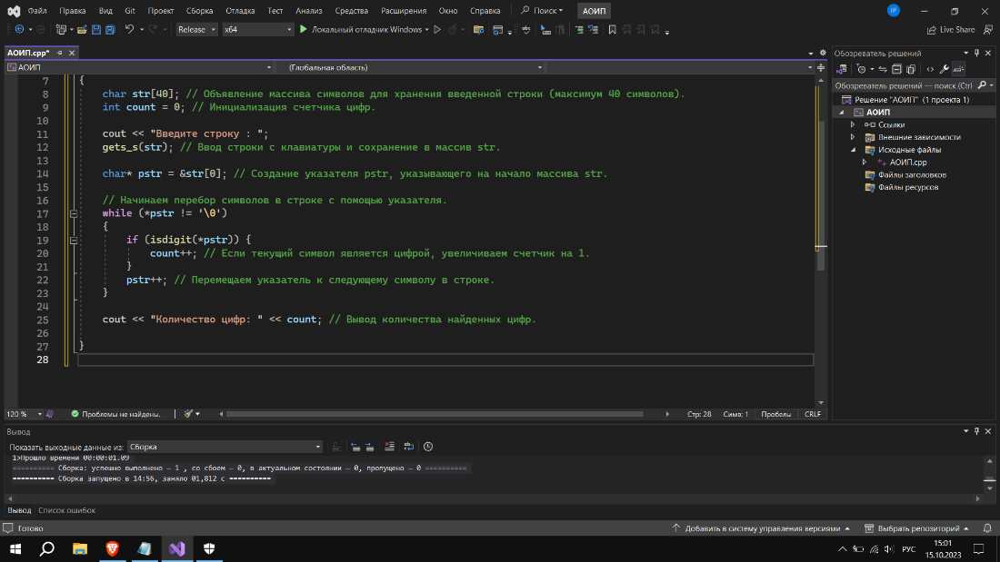 Файл Правка Вид Git Проект Сборка Отладка Тест Анализ Средства Расширения Окно Справка Поиск АОИП IP
Release x64 Локальный отладчик Windows Live Share
АОИП.cpp*
АОИП (Глобальная область)
7 {
8 char str[40]; // Объявление массива символов для хранения введенной строки (максимум 40 символов).
9 int count = 0; // Инициализация счетчика цифр.
10
11 cout << "Введите строку : ";
12 gets_s(str); // Ввод строки с клавиатуры и сохранение в массив str.
13
14 char* pstr = &str[0]; // Создание указателя pstr, указывающего на начало массива str.
15
16 // Начинаем перебор символов в строке с помощью указателя.
17 while (*pstr != '\0')
18 {
19 if (isdigit(*pstr)) {
20 count++; // Если текущий символ является цифрой, увеличиваем счетчик на 1.
21 }
22 pstr++; // Перемещаем указатель к следующему символу в строке.
23 }
24
25 cout << "Количество цифр: " << count; // Вывод количества найденных цифр.
26
27 }
28
120 % Проблемы не найдены. Стр: 28 Симв: 1 Пробелы CRLF
Обозреватель решений
Обозреватель решений — поиск (Ctrl
Решение "АОИП" (1 проекта 1)
АОИП
Ссылки
Внешние зависимости
Исходные файлы
АОИП.cpp
Файлы заголовков
Файлы ресурсов
Вывод
Показать выходные данные из: Сборка
1>Прошло времени 00:00:01.09
========== Сборка: успешно выполнено — 1 , со сбоем — 0, в актуальном состоянии — 0, пропущено — 0 ==========
========== Сборка запущено в 14:56, заняло 01,812 с ==========
Вывод Список ошибок
Готово Добавить в систему управления версиями Выбрать репозиторий
РУС 15:01
15.10.2023